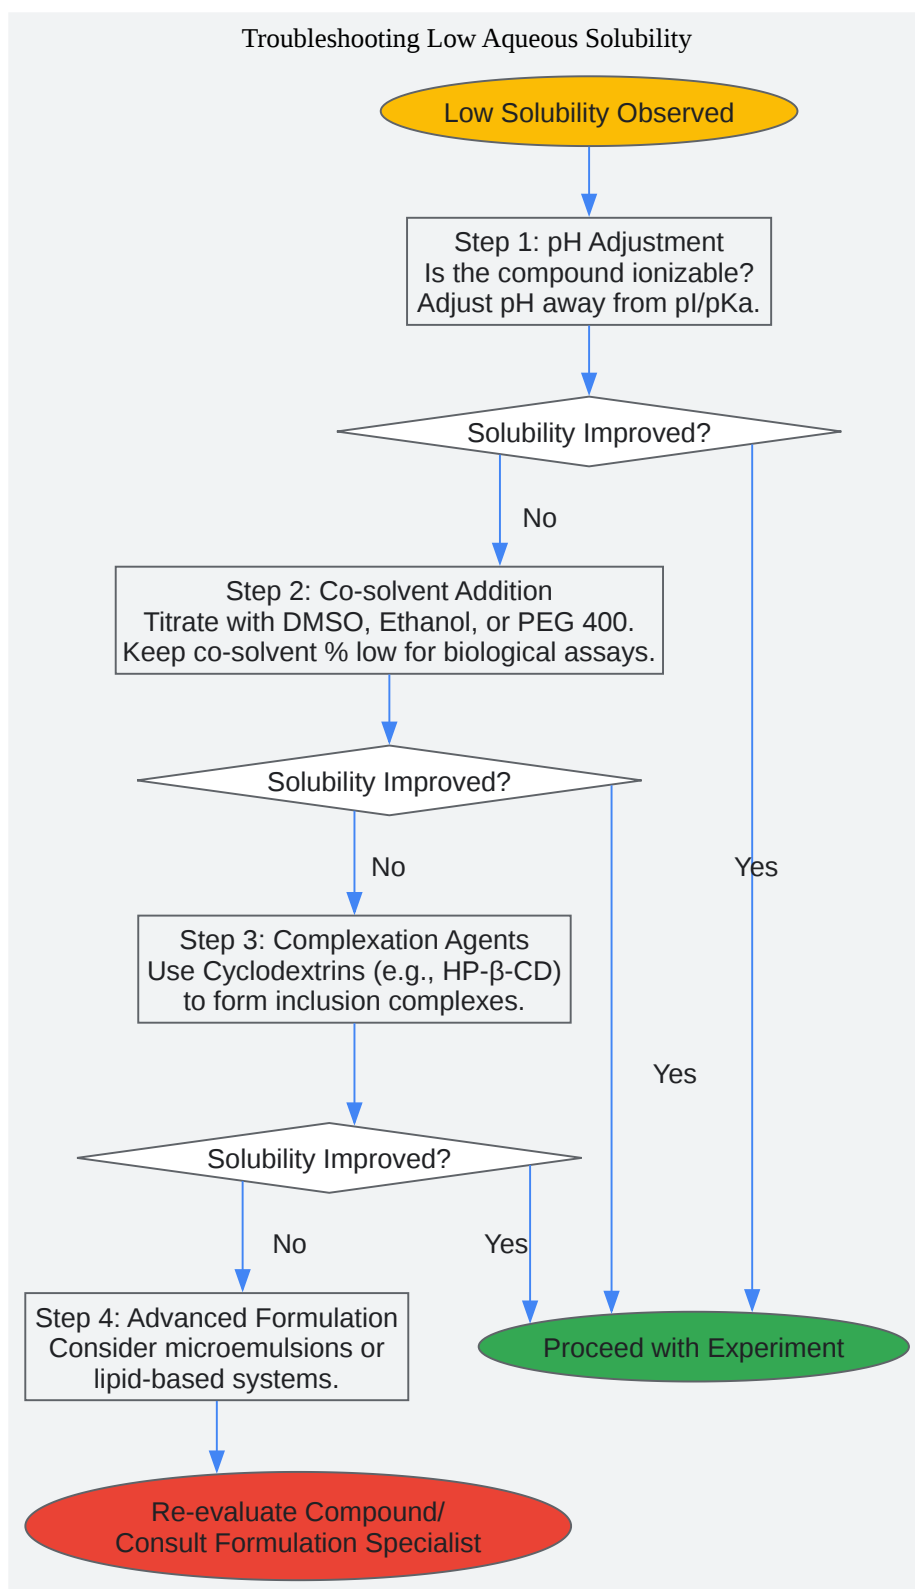 Troubleshooting Low Aqueous Solubility
Low Solubility Observed
Step 1: pH Adjustment
Is the compound ionizable?
Adjust pH away from pI/pKa.
Solubility Improved?
No
Step 2: Co-solvent Addition
Titrate with DMSO, Ethanol, or PEG 400.
Keep co-solvent % low for biological assays.
Solubility Improved?
No
Yes
Step 3: Complexation Agents
Use Cyclodextrins (e.g., HP-β-CD)
to form inclusion complexes.
Yes
Solubility Improved?
No
Yes
Step 4: Advanced Formulation
Consider microemulsions or
lipid-based systems.
Proceed with Experiment
Re-evaluate Compound/
Consult Formulation Specialist